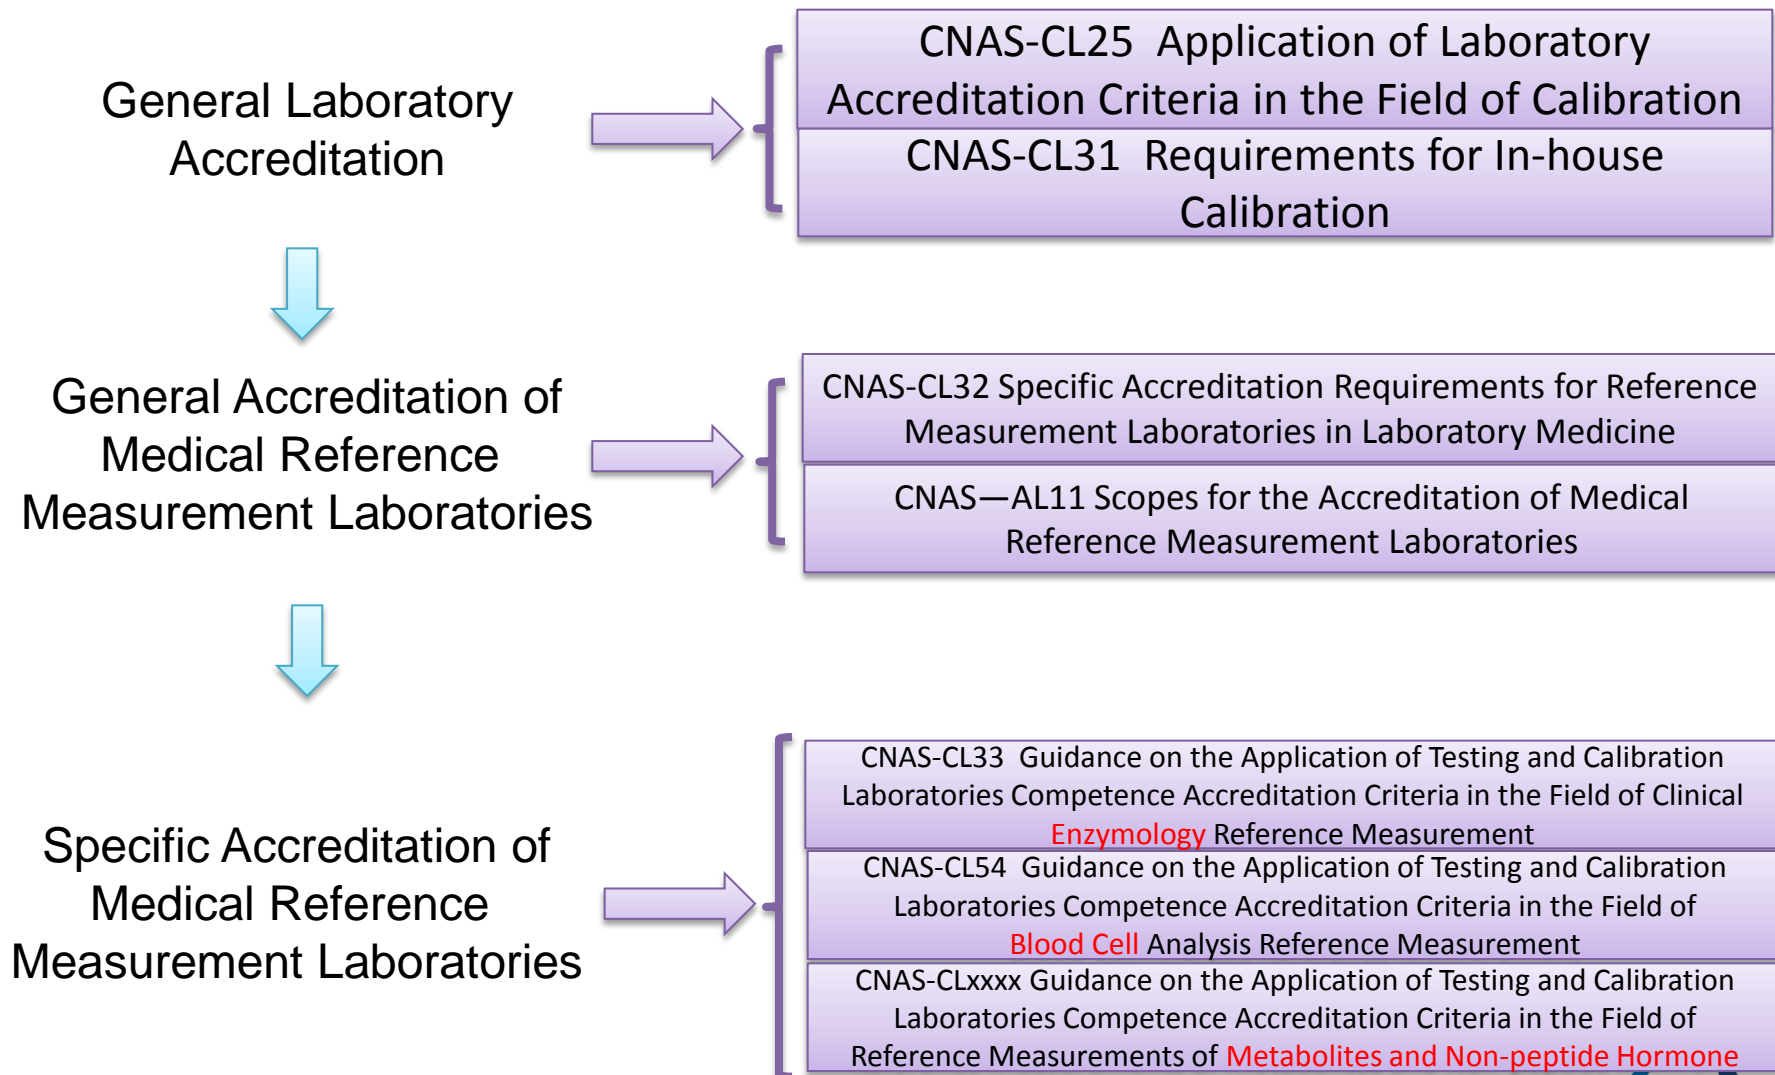 General Laboratory
Accreditation
CNAS-CL25 Application of Laboratory
Accreditation Criteria in the Field of Calibration
CNAS-CL31 Requirements for In-house
Calibration
General Accreditation of
Medical Reference
Measurement Laboratories
CNAS-CL32 Specific Accreditation Requirements for Reference
Measurement Laboratories in Laboratory Medicine
CNAS—AL11 Scopes for the Accreditation of Medical
Reference Measurement Laboratories
Specific Accreditation of
Medical Reference
Measurement Laboratories
CNAS-CL33 Guidance on the Application of Testing and Calibration
Laboratories Competence Accreditation Criteria in the Field of Clinical
Enzymology Reference Measurement
CNAS-CL54 Guidance on the Application of Testing and Calibration
Laboratories Competence Accreditation Criteria in the Field of
Blood Cell Analysis Reference Measurement
CNAS-CLxxxx Guidance on the Application of Testing and Calibration
Laboratories Competence Accreditation Criteria in the Field of
Reference Measurements of Metabolites and Non-peptide Hormone